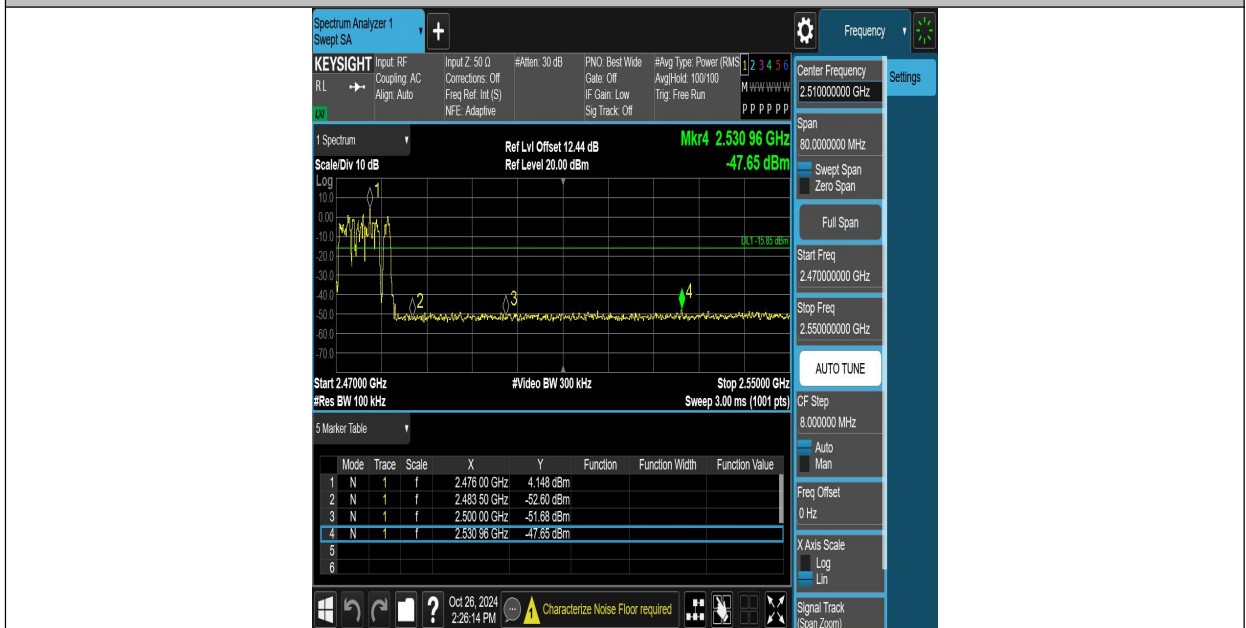 Spectrum Analyzer 1
Swept SA
+
Frequency
KEYSIGHT
RL
LXI
Input: RF
Coupling: AC
Align: Auto
Input Z: 50 Ω
Corrections: Off
Freq Ref: Int (S)
NFE: Adaptive
#Atten: 30 dB
PNO: Best Wide
Gate: Off
IF Gain: Low
Sig Track: Off
#Avg Type: Power (RMS
Avg|Hold: 100/100
Trig: Free Run
1 2 3 4 5 6
M W W W W W
P P P P P P
1 Spectrum
Scale/Div 10 dB
Ref Lvl Offset 12.44 dB
Ref Level 20.00 dBm
Mkr4 2.530 96 GHz
-47.65 dBm
Log
10.0
0.00
-10.0
-20.0
-30.0
-40.0
-50.0
-60.0
-70.0
1
2
3
4
DL1 -15.85 dBm
Start 2.47000 GHz
#Video BW 300 kHz
Stop 2.55000 GHz
#Res BW 100 kHz
Sweep 3.00 ms (1001 pts)
5 Marker Table
Mode Trace Scale X Y Function Function Width Function Value
1 N 1 f 2.476 00 GHz 4.148 dBm
2 N 1 f 2.483 50 GHz -52.60 dBm
3 N 1 f 2.500 00 GHz -51.68 dBm
4 N 1 f 2.530 96 GHz -47.65 dBm
5
6
?
Oct 26, 2024
2:26:14 PM
1
Characterize Noise Floor required
Center Frequency
2.510000000 GHz
Settings
Span
80.0000000 MHz
Swept Span
Zero Span
Full Span
Start Freq
2.470000000 GHz
Stop Freq
2.550000000 GHz
AUTO TUNE
CF Step
8.000000 MHz
Auto
Man
Freq Offset
0 Hz
X Axis Scale
Log
Lin
Signal Track
(Span Zoom)